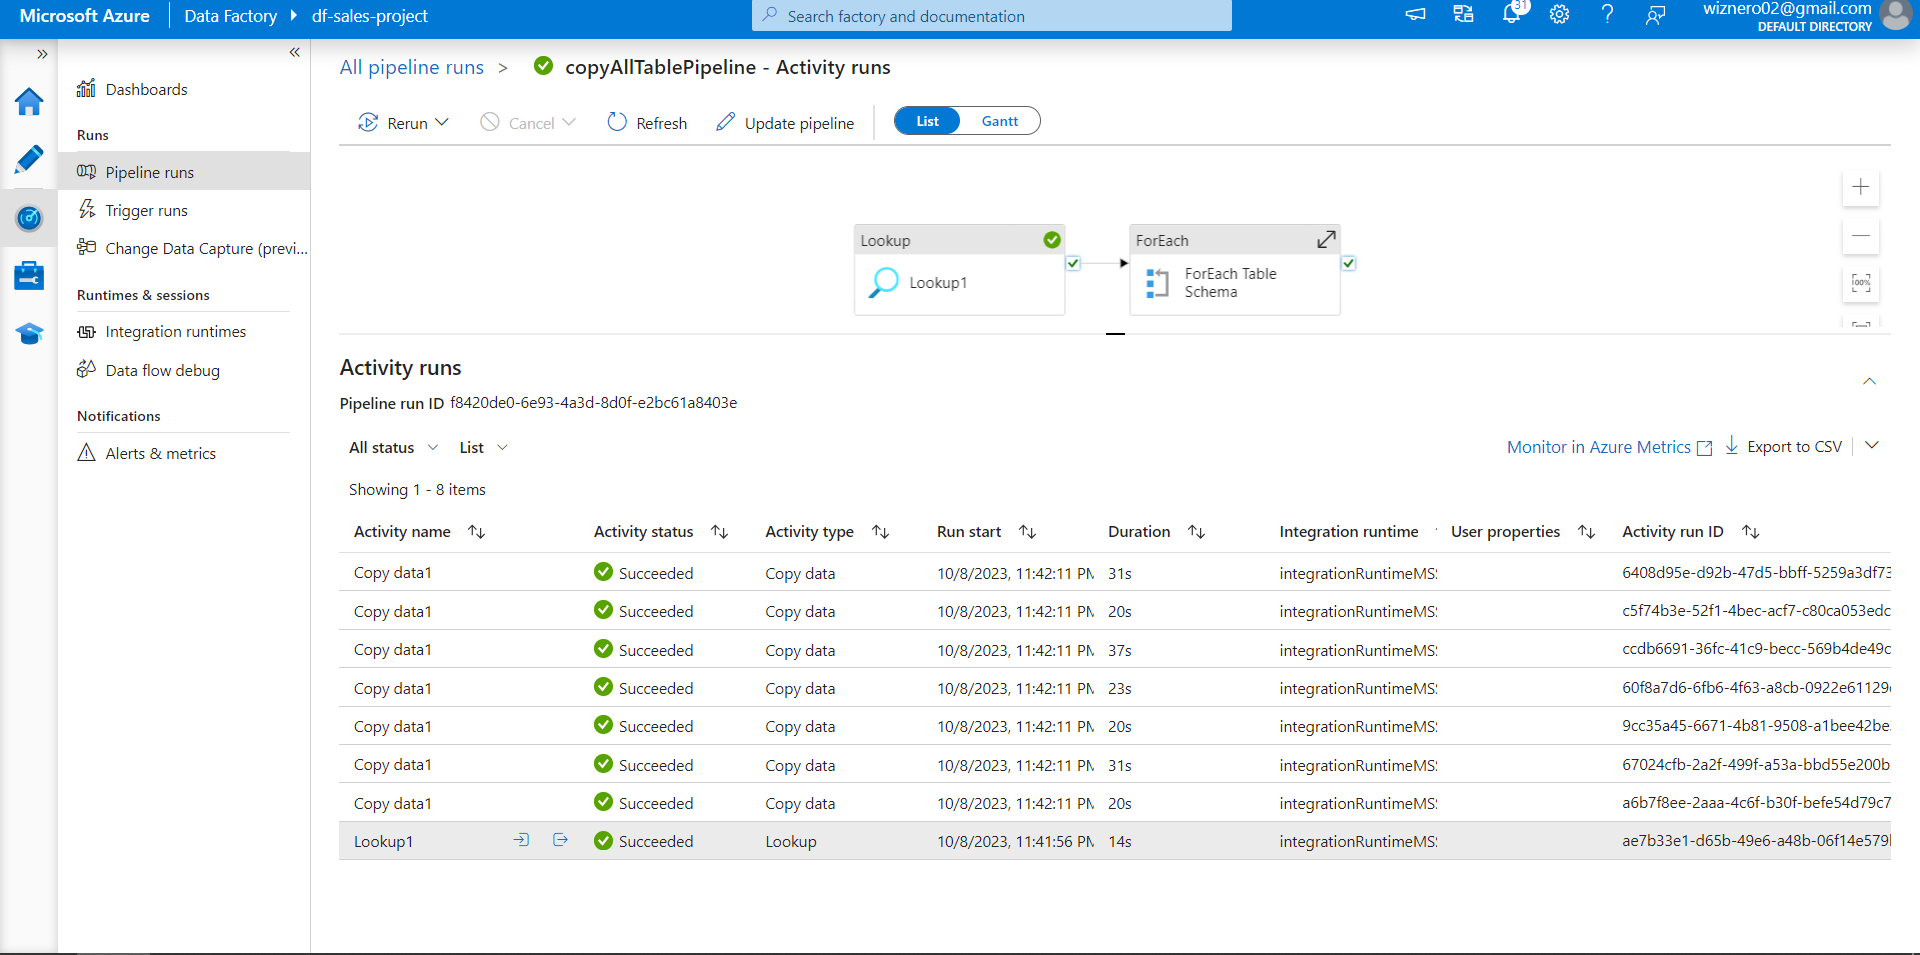 Microsoft Azure Data Factory df-sales-project Search factory and documentation 31 wiznero02@gmail.com
DEFAULT DIRECTORY
Dashboards
Runs
Pipeline runs
Trigger runs
Change Data Capture (previ...
Runtimes & sessions
Integration runtimes
Data flow debug
Notifications
Alerts & metrics
All pipeline runs > copyAllTablePipeline - Activity runs
Rerun Cancel Refresh Update pipeline List Gantt
Lookup
Lookup1
ForEach
ForEach Table
Schema
100%
Activity runs
Pipeline run ID f8420de0-6e93-4a3d-8d0f-e2bc61a8403e
All status List Monitor in Azure Metrics Export to CSV
Showing 1 - 8 items
Activity name Activity status Activity type Run start Duration Integration runtime User properties Activity run ID
Copy data1 Succeeded Copy data 10/8/2023, 11:42:11 PM 31s integrationRuntimeMS 6408d95e-d92b-47d5-bbff-5259a3df73
Copy data1 Succeeded Copy data 10/8/2023, 11:42:11 PM 20s integrationRuntimeMS c5f74b3e-52f1-4bec-acf7-c80ca053edc
Copy data1 Succeeded Copy data 10/8/2023, 11:42:11 PM 37s integrationRuntimeMS ccdb6691-36fc-41c9-becc-569b4de49c
Copy data1 Succeeded Copy data 10/8/2023, 11:42:11 PM 23s integrationRuntimeMS 60f8a7d6-6fb6-4f63-a8cb-0922e61129
Copy data1 Succeeded Copy data 10/8/2023, 11:42:11 PM 20s integrationRuntimeMS 9cc35a45-6671-4b81-9508-a1bee42be
Copy data1 Succeeded Copy data 10/8/2023, 11:42:11 PM 31s integrationRuntimeMS 67024cfb-2a2f-499f-a53a-bbd55e200b
Copy data1 Succeeded Copy data 10/8/2023, 11:42:11 PM 20s integrationRuntimeMS a6b7f8ee-2aaa-4c6f-b30f-befe54d79c7
Lookup1 Succeeded Lookup 10/8/2023, 11:41:56 PM 14s integrationRuntimeMS ae7b33e1-d65b-49e6-a48b-06f14e579